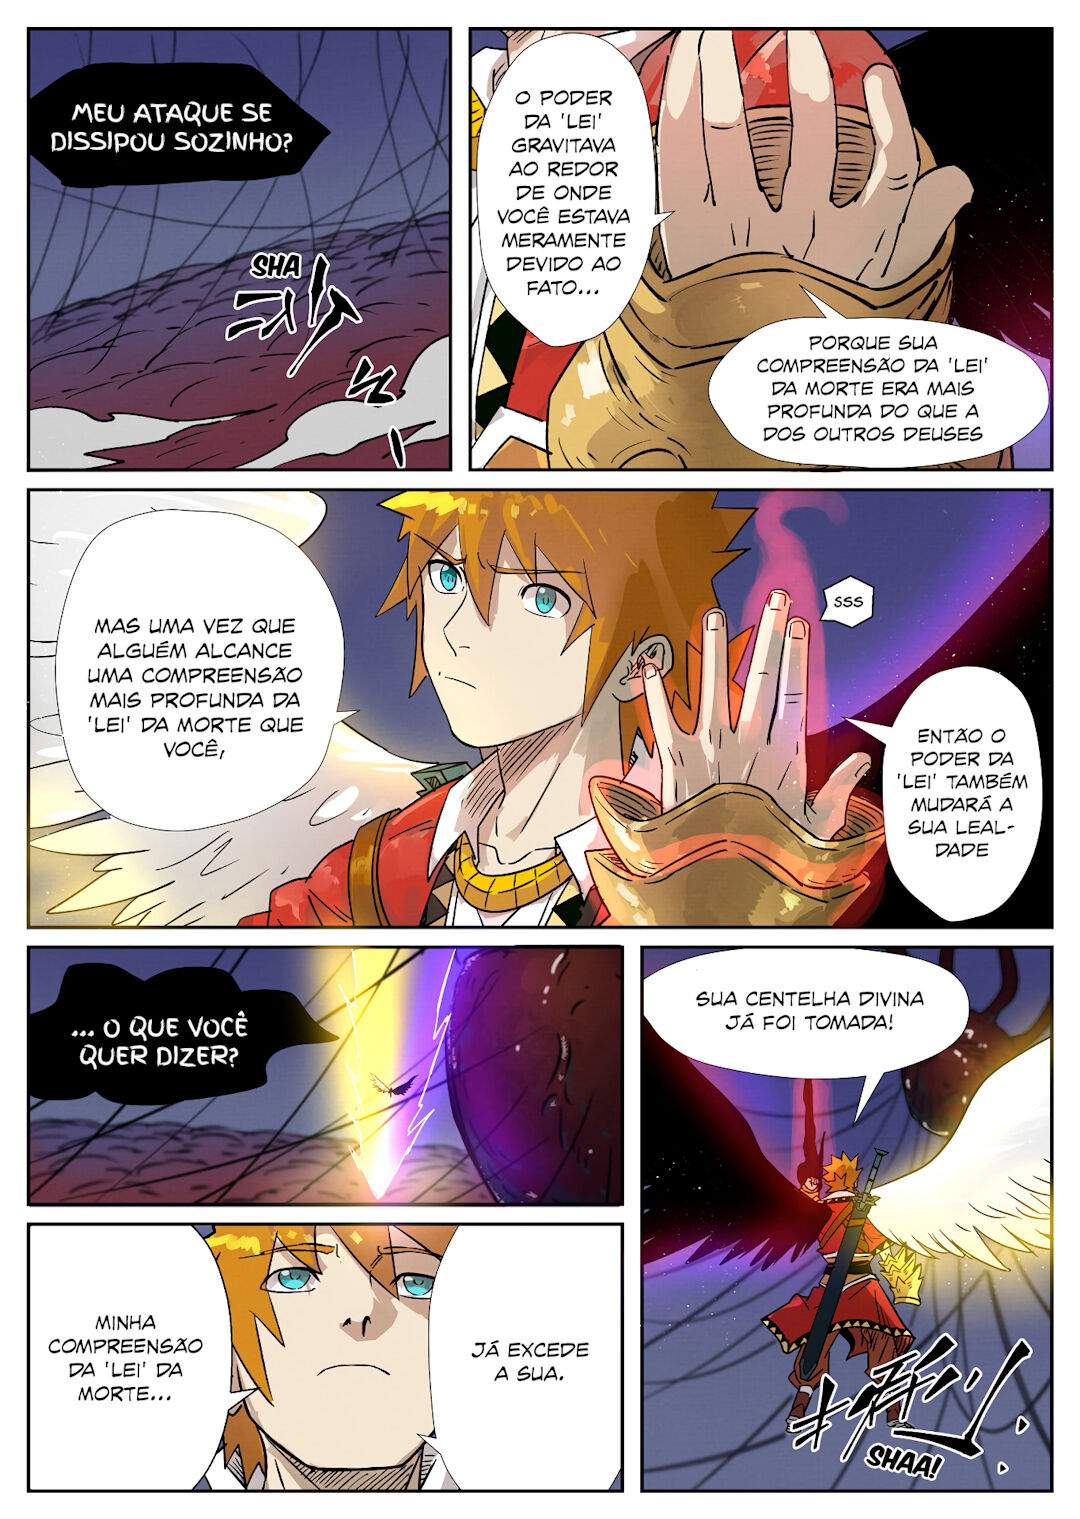 MEU ATAQUE SE
DISSIPOU SOZINHO?
SHA
O PODER
DA 'LEI'
GRAVITAVA
AO REDOR
DE ONDE
VOCÊ ESTAVA
MERAMENTE
DEVIDO AO
FATO...
PORQUE SUA
COMPREENSÃO DA 'LEI'
DA MORTE ERA MAIS
PROFUNDA DO QUE A
DOS OUTROS DEUSES
MAS UMA VEZ QUE
ALGUÉM ALCANCE
UMA COMPREENSÃO
MAIS PROFUNDA DA
'LEI' DA MORTE QUE
VOCÊ,
SSS
ENTÃO O
PODER DA
'LEI' TAMBÉM
MUDARÁ A
SUA LEAL-
DADE
... O QUE VOCÊ
QUER DIZER?
SUA CENTELHA DIVINA
JÁ FOI TOMADA!
SHAA!
MINHA
COMPREENSÃO
DA 'LEI' DA
MORTE...
JÁ EXCEDE
A SUA.